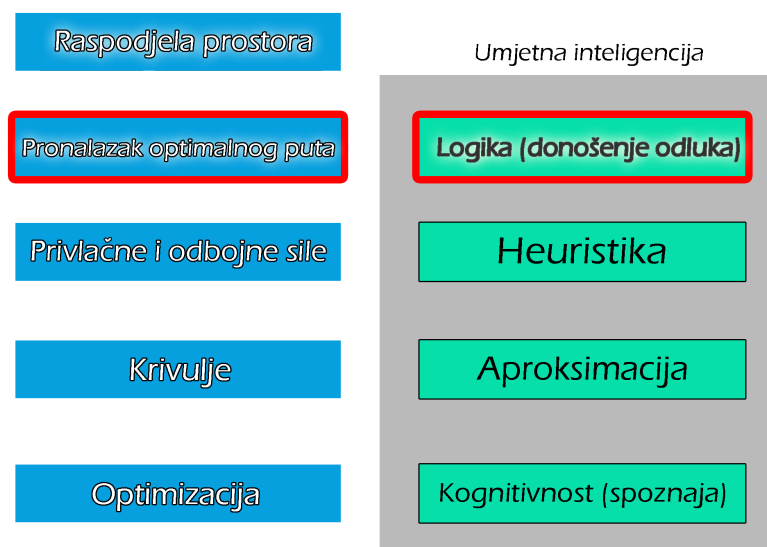 Raspodjela prostora
Umjetna inteligencija
Pronalazak optimalnog puta
Logika (donošenje odluka)
Privlačne i odbojne sile
Heuristika
Krivulje
Aproksimacija
Optimizacija
Kognitivnost (spoznaja)